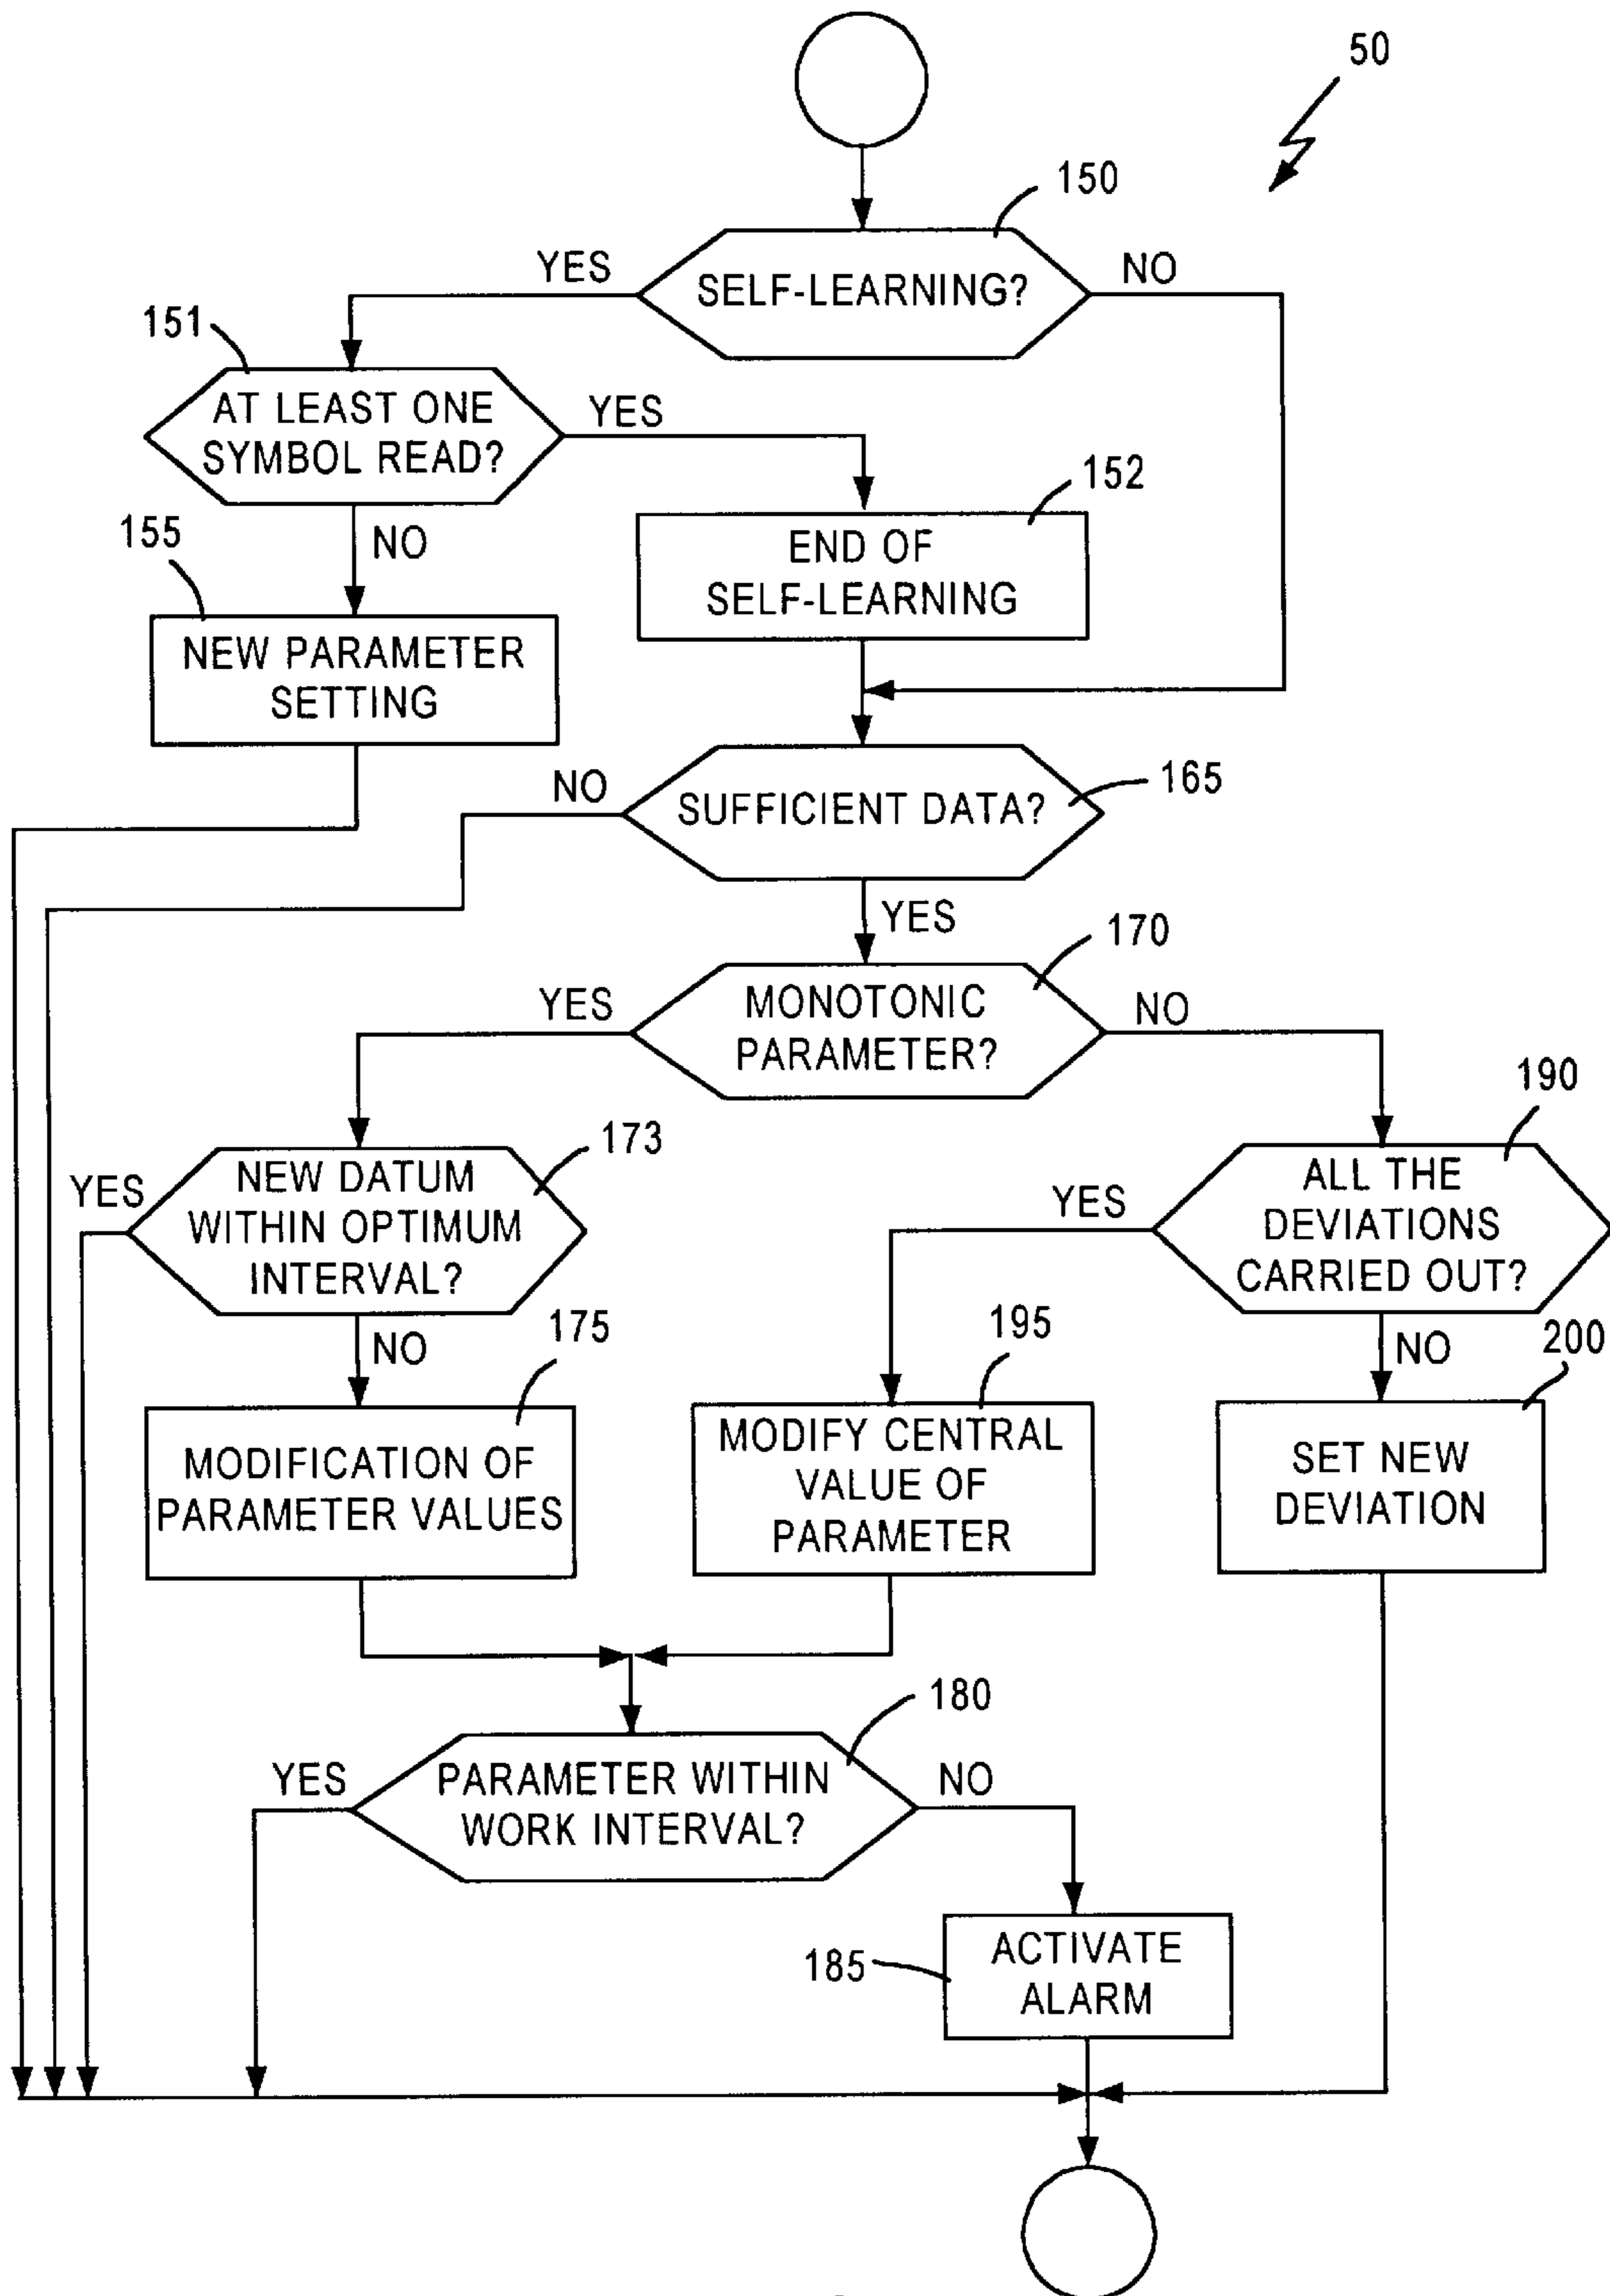 50
150
YES
SELF-LEARNING?
NO
151
AT LEAST ONE
SYMBOL READ?
YES
152
155
NO
END OF
SELF-LEARNING
NEW PARAMETER
SETTING
NO
SUFFICIENT DATA?
165
YES
170
YES
MONOTONIC
PARAMETER?
NO
190
173
YES
NEW DATUM
WITHIN OPTIMUM
INTERVAL?
YES
ALL THE
DEVIATIONS
CARRIED OUT?
175
NO
195
NO
200
MODIFICATION OF
PARAMETER VALUES
MODIFY CENTRAL
VALUE OF
PARAMETER
SET NEW
DEVIATION
180
YES
PARAMETER WITHIN
WORK INTERVAL?
NO
185
ACTIVATE
ALARM